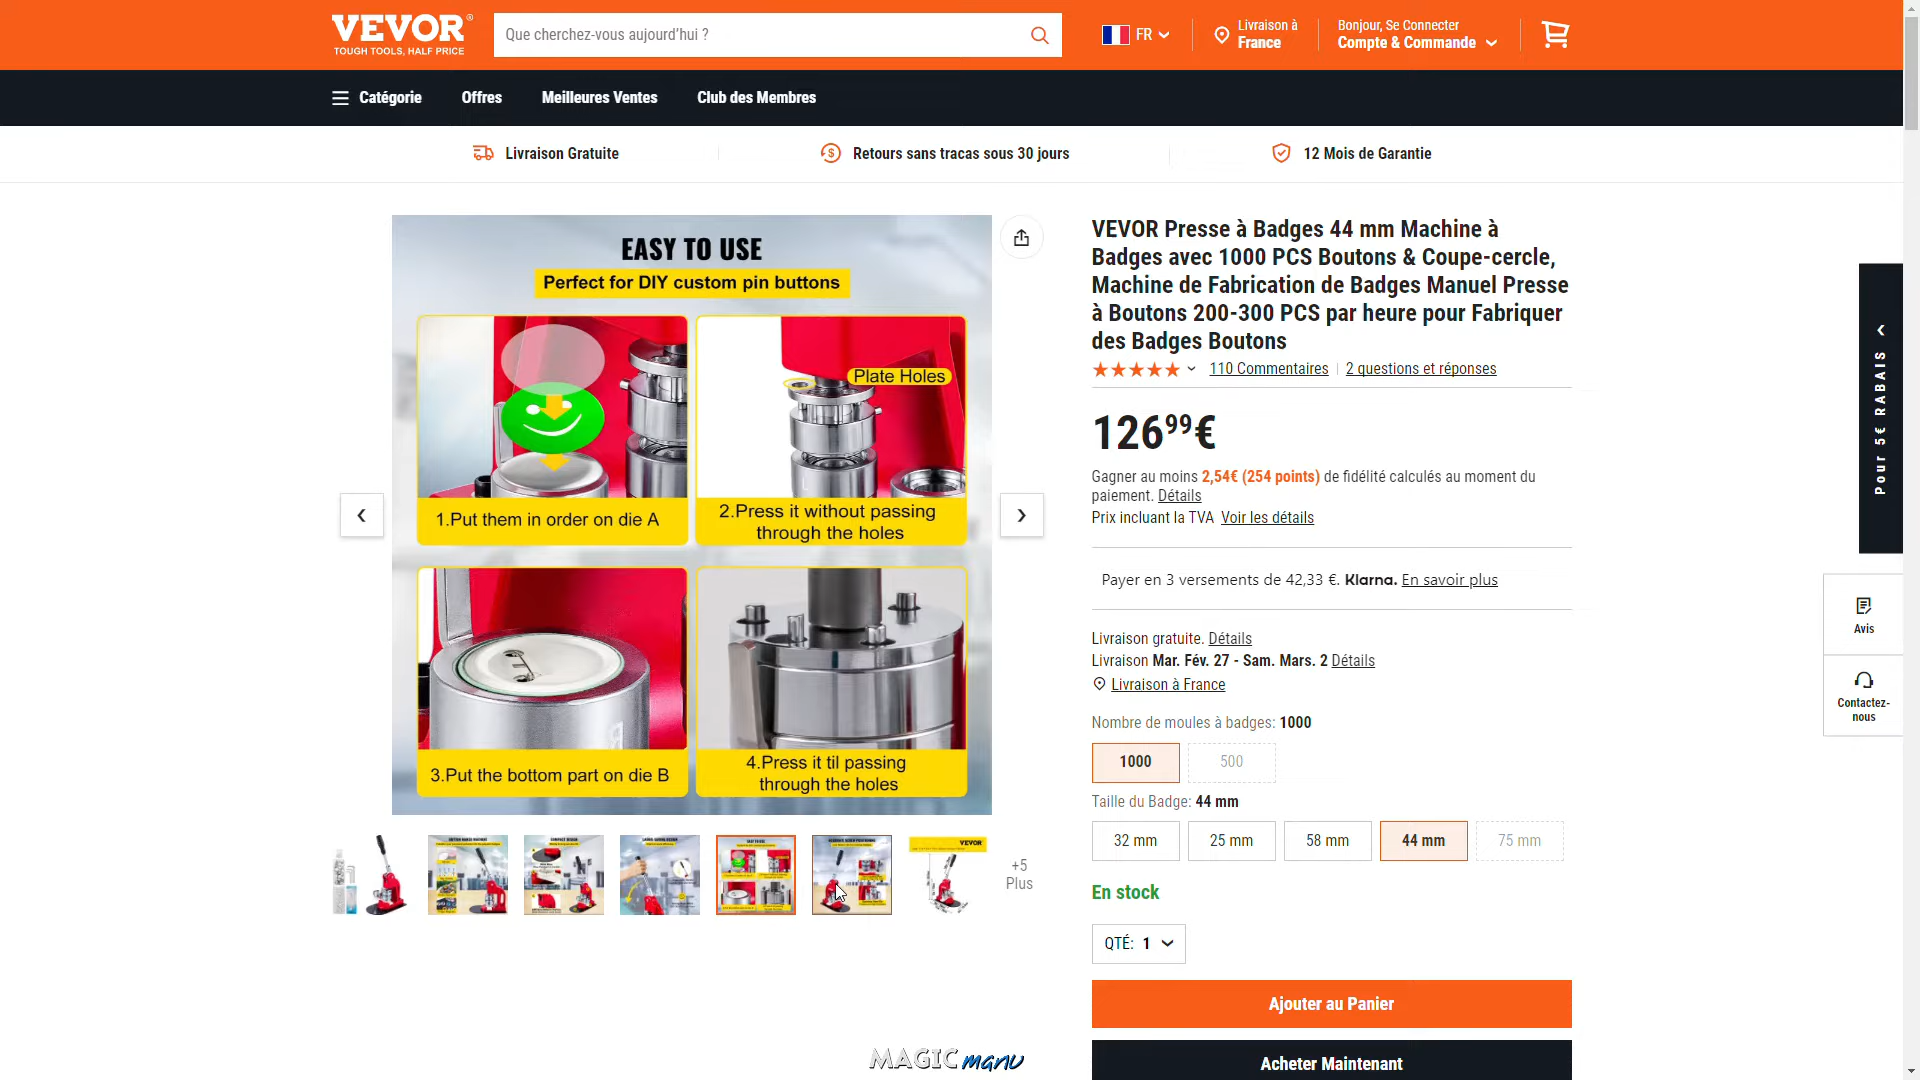 VEVOR®
TOUGH TOOLS, HALF PRICE
Que cherchez-vous aujourd'hui ?
FR
Livraison à
France
Bonjour, Se Connecter
Compte & Commande
Catégorie
Offres
Meilleures Ventes
Club des Membres
Livraison Gratuite
Retours sans tracas sous 30 jours
12 Mois de Garantie
EASY TO USE
Perfect for DIY custom pin buttons
Plate Holes
1.Put them in order on die A
2.Press it without passing
through the holes
3.Put the bottom part on die B
4.Press it til passing
through the holes
VEVOR
+5
Plus
VEVOR Presse à Badges 44 mm Machine à
Badges avec 1000 PCS Boutons & Coupe-cercle,
Machine de Fabrication de Badges Manuel Presse
à Boutons 200-300 PCS par heure pour Fabriquer
des Badges Boutons
110 Commentaires
2 questions et réponses
126⁹⁹€
Gagner au moins 2,54€ (254 points) de fidélité calculés au moment du
paiement. Détails
Prix incluant la TVA Voir les détails
Payer en 3 versements de 42,33 €. Klarna. En savoir plus
Livraison gratuite. Détails
Livraison Mar. Fév. 27 - Sam. Mars. 2 Détails
Livraison à France
Nombre de moules à badges: 1000
1000
500
Taille du Badge: 44 mm
32 mm
25 mm
58 mm
44 mm
75 mm
En stock
QTÉ: 1
Ajouter au Panier
Acheter Maintenant
Pour 5€ RABAIS
Avis
Contactez-
nous
MAGIC manu